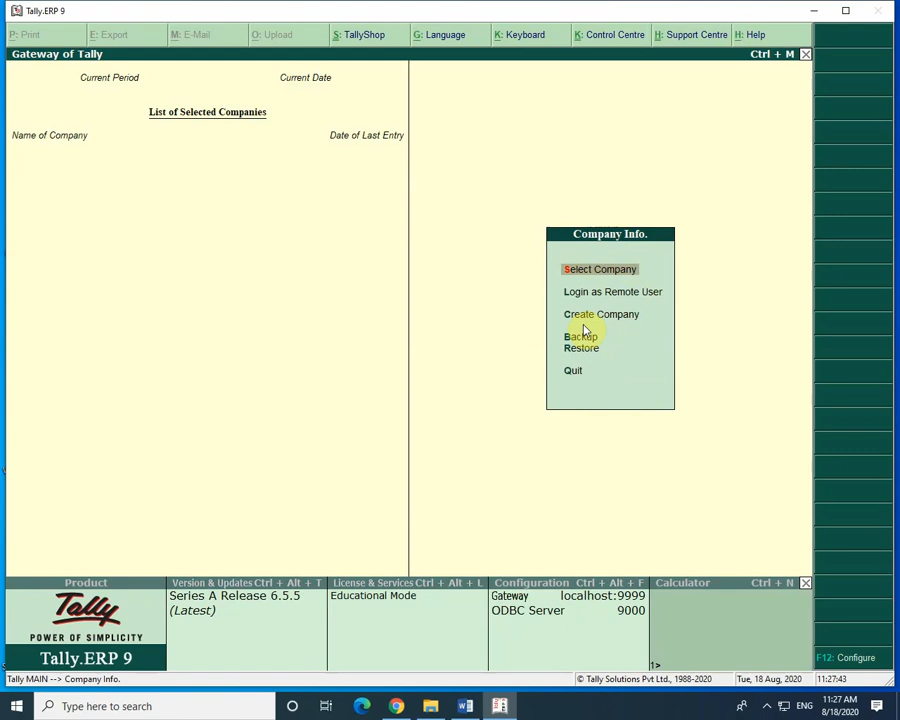 Tally.ERP 9
P: Print E: Export M: E-Mail O: Upload S: TallyShop G: Language K: Keyboard K: Control Centre H: Support Centre H: Help
Gateway of Tally Ctrl + M
Current Period Current Date
List of Selected Companies
Name of Company Date of Last Entry
Company Info.
Select Company
Login as Remote User
Create Company
Backup
Restore
Quit
Product Version & Updates Ctrl + Alt + T License & Services Ctrl + Alt + L Configuration Ctrl + Alt + F Calculator Ctrl + N
Series A Release 6.5.5 Educational Mode Gateway localhost:9999
(Latest) ODBC Server 9000
Tally
POWER OF SIMPLICITY
Tally.ERP 9 1> F12: Configure
Tally MAIN --> Company Info. © Tally Solutions Pvt Ltd., 1988-2020 Tue, 18 Aug, 2020 11:27:43
Type here to search ENG 11:27 AM
8/18/2020